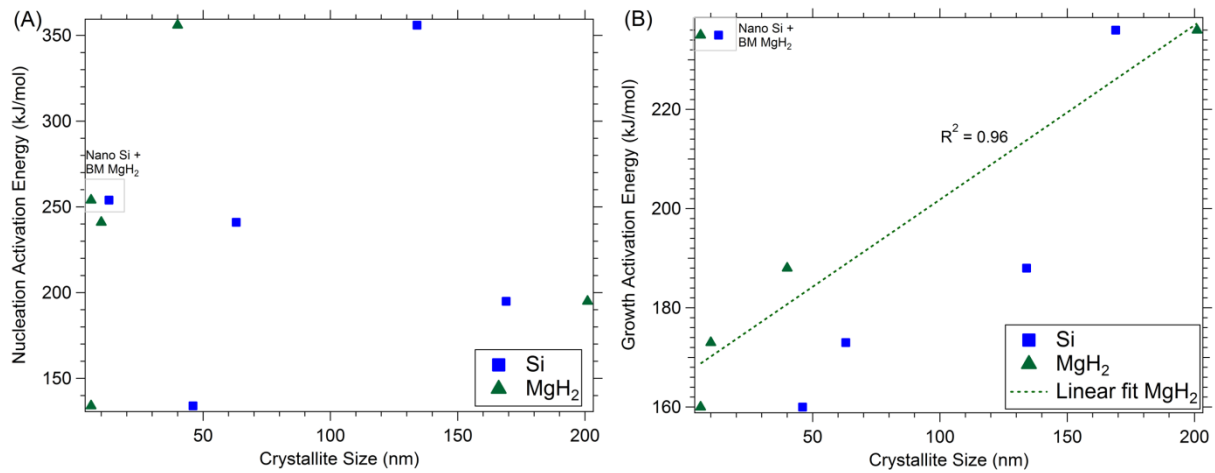 (A)
350
300
250
200
150
Nucleation Activation Energy (kJ/mol)
Nano Si +
BM MgH₂
Si
MgH₂
50
100
150
200
Crystallite Size (nm)
(B)
220
200
180
160
Growth Activation Energy (kJ/mol)
Nano Si +
BM MgH₂
R² = 0.96
Si
MgH₂
Linear fit MgH₂
50
100
150
200
Crystallite Size (nm)